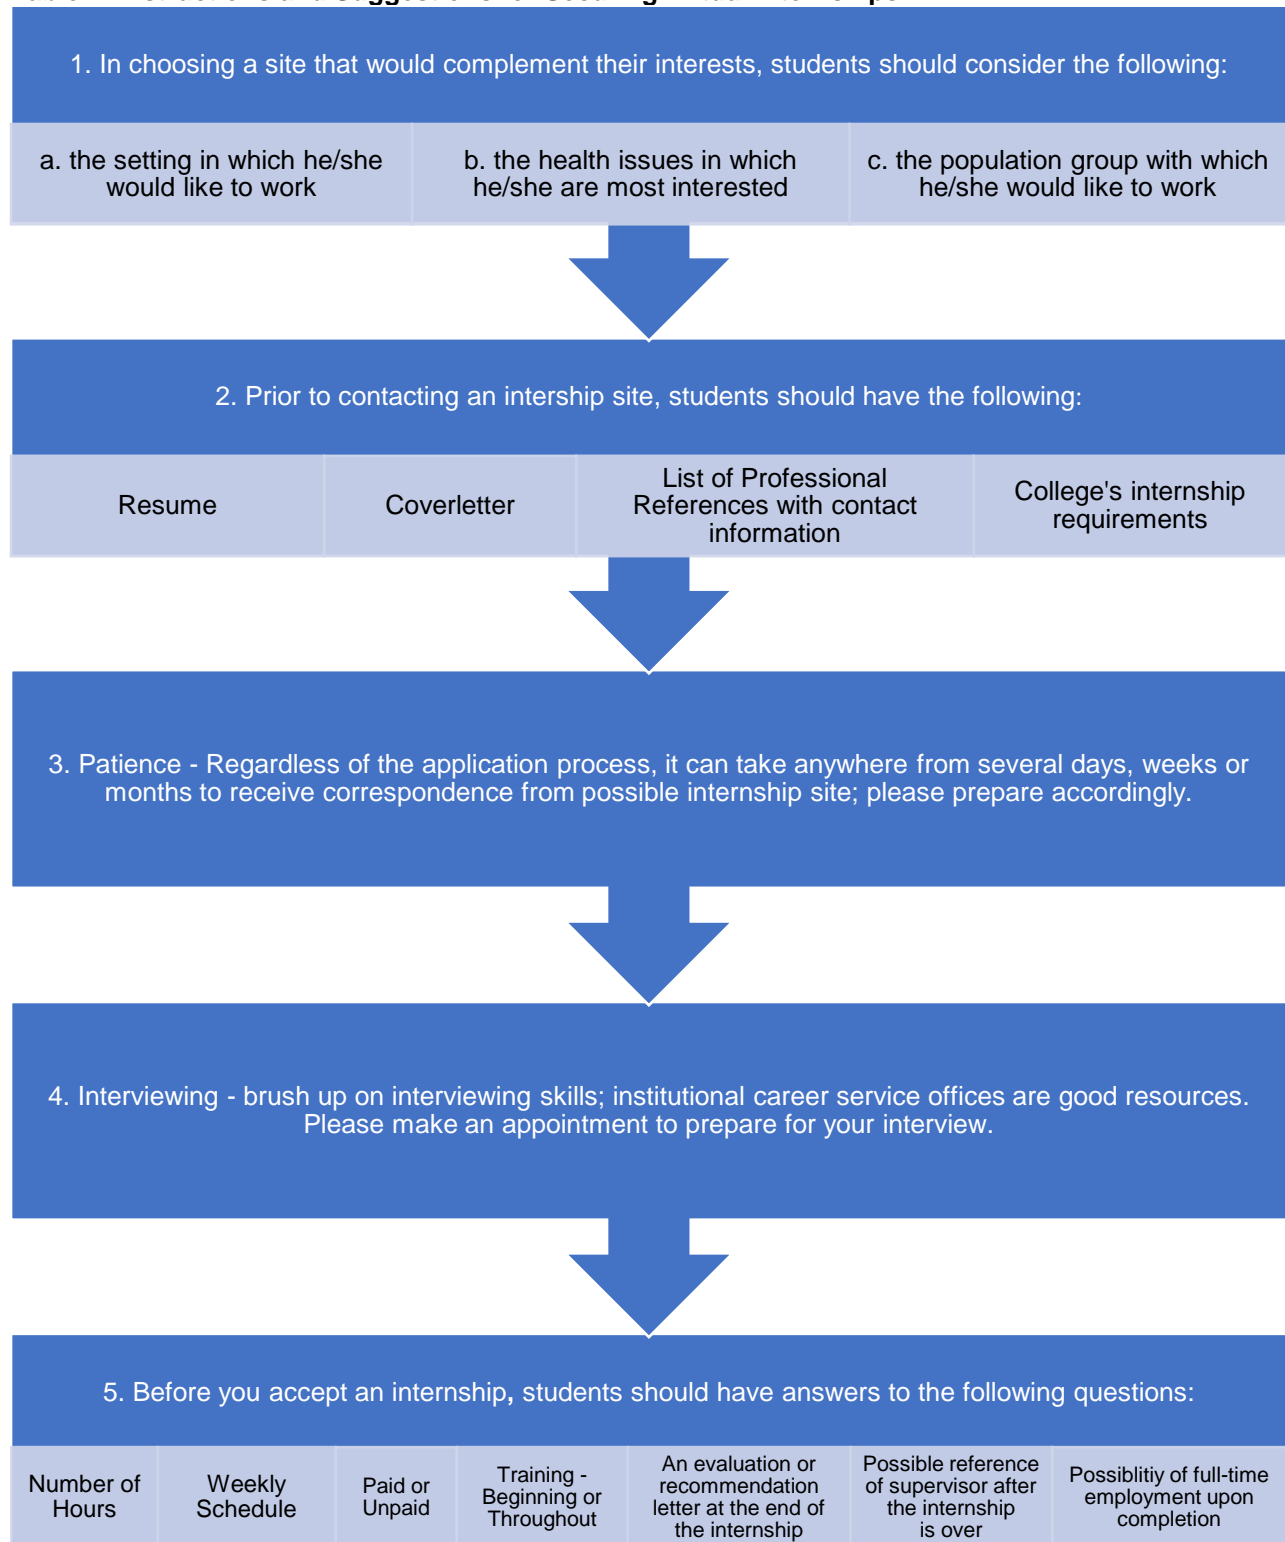 1. In choosing a site that would complement their interests, students should consider the following:
a. the setting in which he/she
would like to work
b. the health issues in which
he/she are most interested
c. the population group with which
he/she would like to work
2. Prior to contacting an intership site, students should have the following:
Resume
Coverletter
List of Professional
References with contact
information
College's internship
requirements
3. Patience - Regardless of the application process, it can take anywhere from several days, weeks or
months to receive correspondence from possible internship site; please prepare accordingly.
4. Interviewing - brush up on interviewing skills; institutional career service offices are good resources.
Please make an appointment to prepare for your interview.
5. Before you accept an internship, students should have answers to the following questions:
Number of
Hours
Weekly
Schedule
Paid or
Unpaid
Training -
Beginning or
Throughout
An evaluation or
recommendation
letter at the end of
the internship
Possible reference
of supervisor after
the internship
is over
Possiblitiy of full-time
employment upon
completion